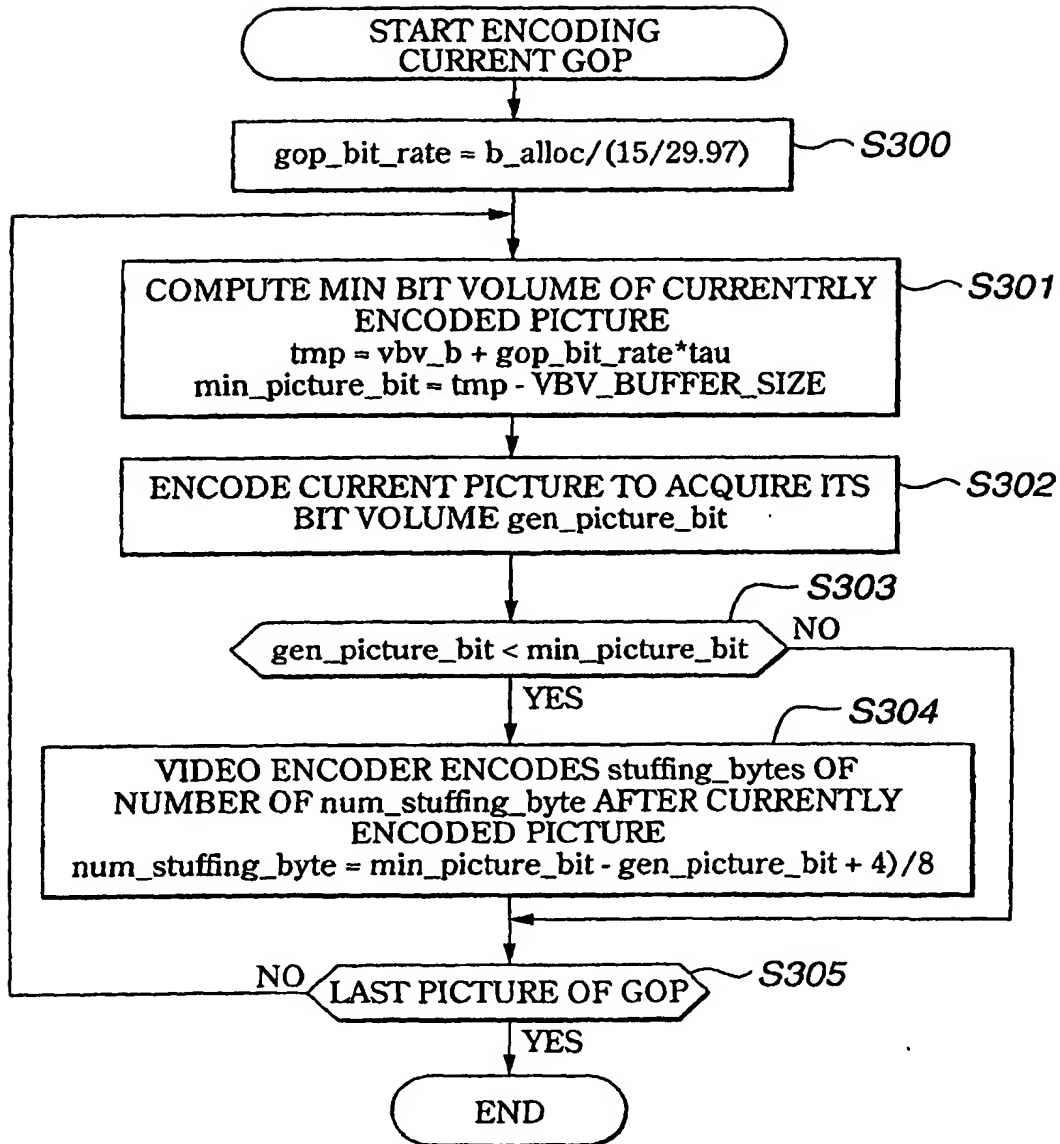 START ENCODING
CURRENT GOP
gop_bit_rate = b_alloc/(15/29.97)
S300
COMPUTE MIN BIT VOLUME OF CURRENTRLY
ENCODED PICTURE
tmp = vbv_b + gop_bit_rate*tau
min_picture_bit = tmp - VBV_BUFFER_SIZE
S301
ENCODE CURRENT PICTURE TO ACQUIRE ITS
BIT VOLUME gen_picture_bit
S302
S303
gen_picture_bit < min_picture_bit
NO
YES
S304
VIDEO ENCODER ENCODES stuffing_bytes OF
NUMBER OF num_stuffing_byte AFTER CURRENTLY
ENCODED PICTURE
num_stuffing_byte = min_picture_bit - gen_picture_bit + 4)/8
NO
LAST PICTURE OF GOP
S305
YES
END